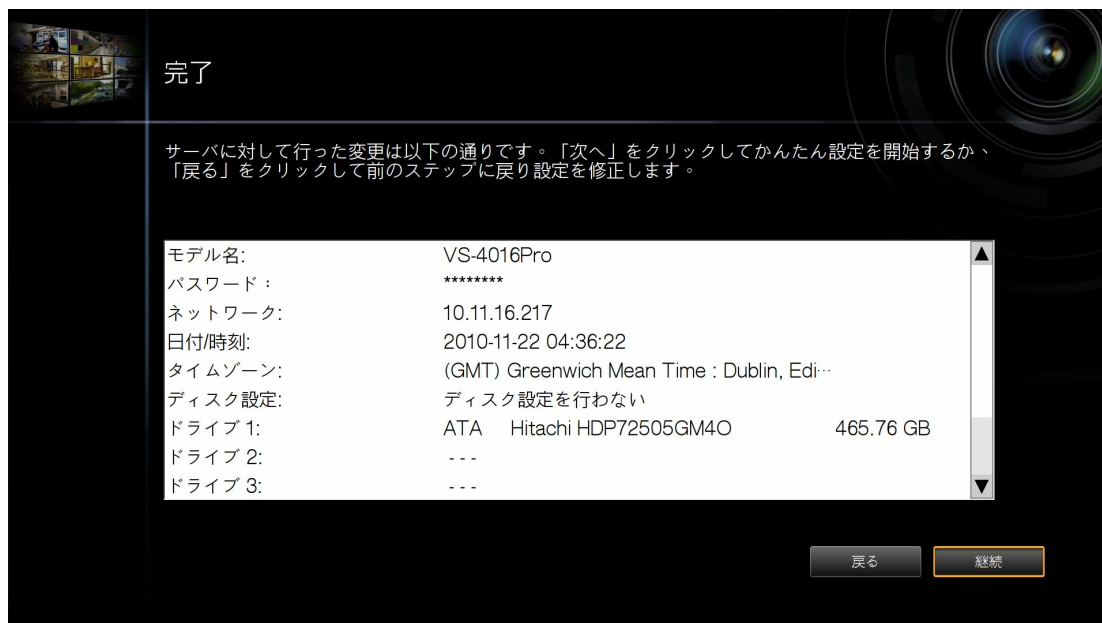 完了
サーバに対して行った変更は以下の通りです。「次へ」をクリックしてかんたん設定を開始するか、
「戻る」をクリックして前のステップに戻り設定を修正します。
モデル名: VS-4016Pro
パスワード： ********
ネットワーク: 10.11.16.217
日付/時刻: 2010-11-22 04:36:22
タイムゾーン: (GMT) Greenwich Mean Time : Dublin, Edi…
ディスク設定: ディスク設定を行わない
ドライブ 1: ATA Hitachi HDP72505GM4O 465.76 GB
ドライブ 2: - - -
ドライブ 3: - - -
戻る 継続